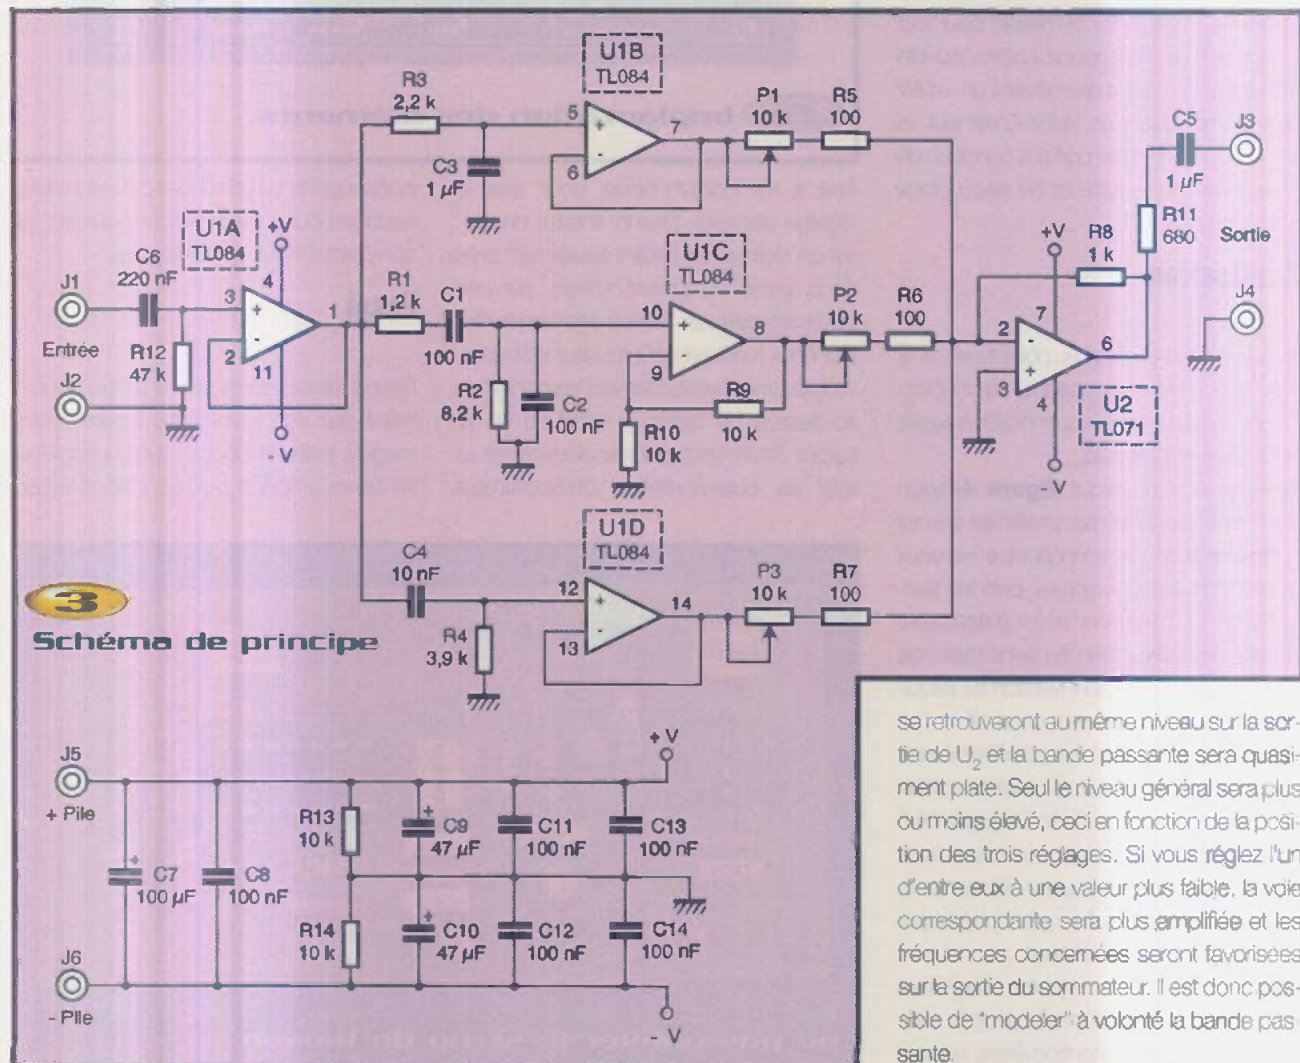 U1B
TL084
R3
2,2 k
5
+
7
6
-
P1
10 k
R5
100
C3
1 µF
C5
1 µF
J3
U1A
TL084
+V
C6
220 nF
J1
4
3
+
1
-
2
11
Entrée
R12
47 k
J2
- V
R1
1,2 k
C1
100 nF
R2
8,2 k
C2
100 nF
U1C
TL084
10
+
8
9
-
P2
10 k
R6
100
R9
10 k
R10
10 k
+V
R8
1 k
R11
680
Sortie
7
2
-
6
+
3
4
J4
U2
TL071
- V
U1D
TL084
C4
10 nF
12
+
14
-
13
P3
10 k
R7
100
R4
3,9 k
3
Schéma de principe
J5
+ Pile
+ V
R13
10 k
+
C9
47 µF
C11
100 nF
C13
100 nF
+
C7
100 µF
C8
100 nF
R14
10 k
+
C10
47 µF
C12
100 nF
C14
100 nF
J6
- Pile
- V
se retrouveront au même niveau sur la sor-
tie de U2 et la bande passante sera quasi-
ment plate. Seul le niveau général sera plus
ou moins élevé, ceci en fonction de la posi-
tion des trois réglages. Si vous réglez l'un
d'entre eux à une valeur plus faible, la voie
correspondante sera plus amplifiée et les
fréquences concernées seront favorisées
sur la sortie du sommateur. Il est donc pos-
sible de "modeler" à volonté la bande pas-
sante.